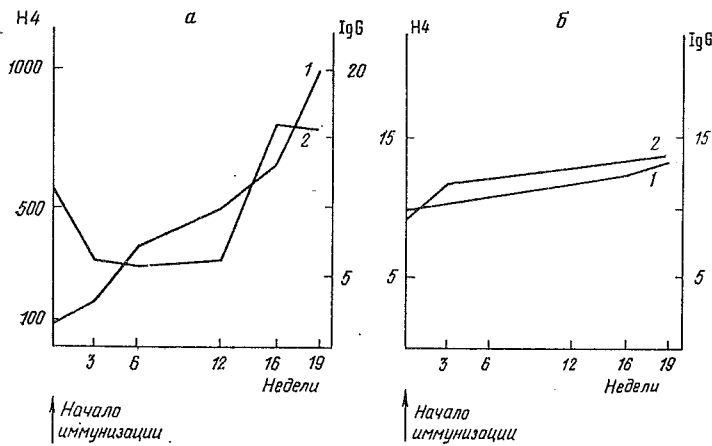 Н4 а IgG
1000
500
100
20
5
1
2
3 6 12 16 19
Недели
Начало
иммунизации
Н4 б IgG
15
5
15
5
2
1
3 6 12 16 19
Недели
Начало
иммунизации